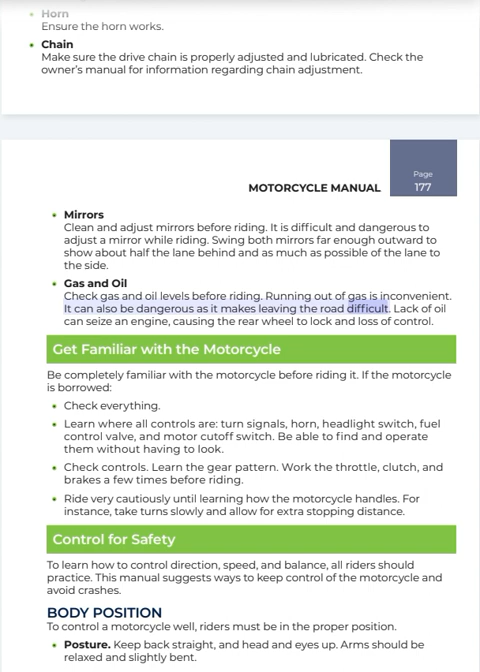 Horn
Ensure the horn works.
Chain
Make sure the drive chain is properly adjusted and lubricated. Check the
owner's manual for information regarding chain adjustment.
Page
MOTORCYCLE MANUAL 177
Mirrors
Clean and adjust mirrors before riding. It is difficult and dangerous to
adjust a mirror while riding. Swing both mirrors far enough outward to
show about half the lane behind and as much as possible of the lane to
the side.
Gas and Oil
Check gas and oil levels before riding. Running out of gas is inconvenient.
It can also be dangerous as it makes leaving the road difficult. Lack of oil
can seize an engine, causing the rear wheel to lock and loss of control.
Get Familiar with the Motorcycle
Be completely familiar with the motorcycle before riding it. If the motorcycle
is borrowed:
Check everything.
Learn where all controls are: turn signals, horn, headlight switch, fuel
control valve, and motor cutoff switch. Be able to find and operate
them without having to look.
Check controls. Learn the gear pattern. Work the throttle, clutch, and
brakes a few times before riding.
Ride very cautiously until learning how the motorcycle handles. For
instance, take turns slowly and allow for extra stopping distance.
Control for Safety
To learn how to control direction, speed, and balance, all riders should
practice. This manual suggests ways to keep control of the motorcycle and
avoid crashes.
BODY POSITION
To control a motorcycle well, riders must be in the proper position.
Posture. Keep back straight, and head and eyes up. Arms should be
relaxed and slightly bent.